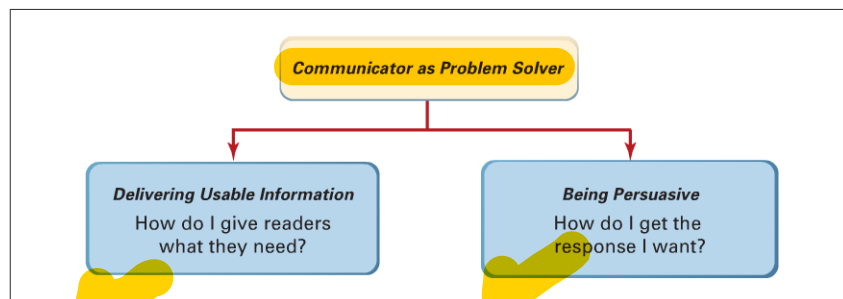 Communicator as Problem Solver
Delivering Usable Information
How do I give readers
what they need?
Being Persuasive
How do I get the
response I want?